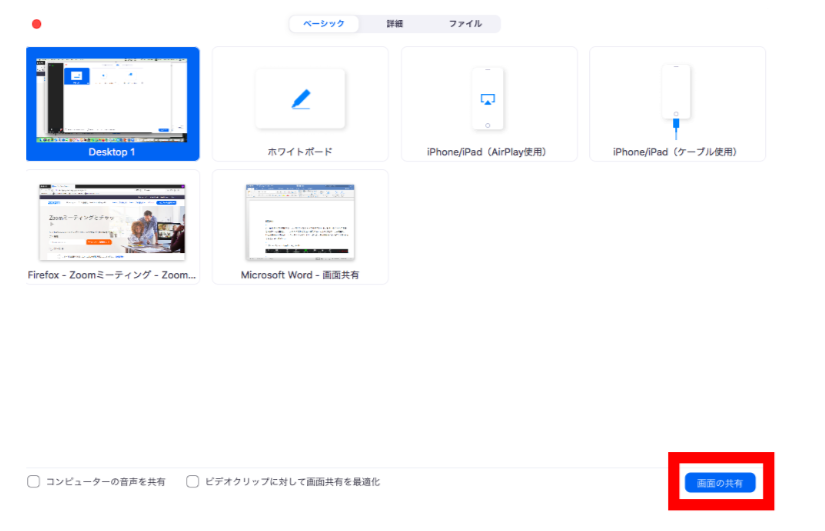 ベーシック 詳細 ファイル
Desktop 1 ホワイトボード iPhone/iPad（AirPlay使用） iPhone/iPad（ケーブル使用）
Zoomミーティングとチャッ
Firefox - Zoomミーティング - Zoom... Microsoft Word - 画面共有
コンピューターの音声を共有 ビデオクリップに対して画面共有を最適化 画面の共有